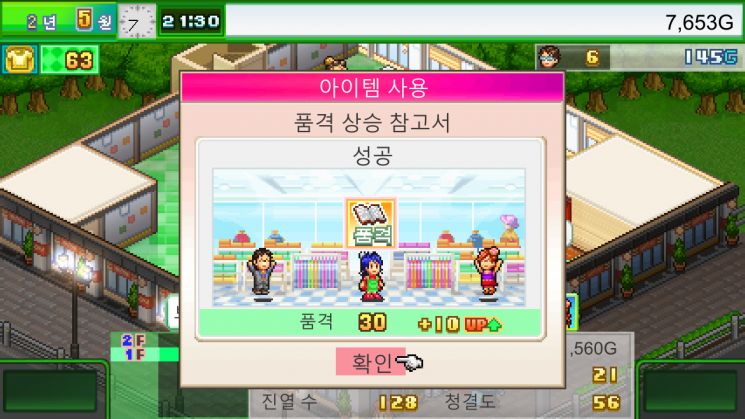 2년 5월
21:30
7,653G
63
6
145G
아이템 사용
품격 상승 참고서
성공
품격
품격 30 +10 UP
확인
2F
1F
,560G
21
진열 수 128 청결도 56